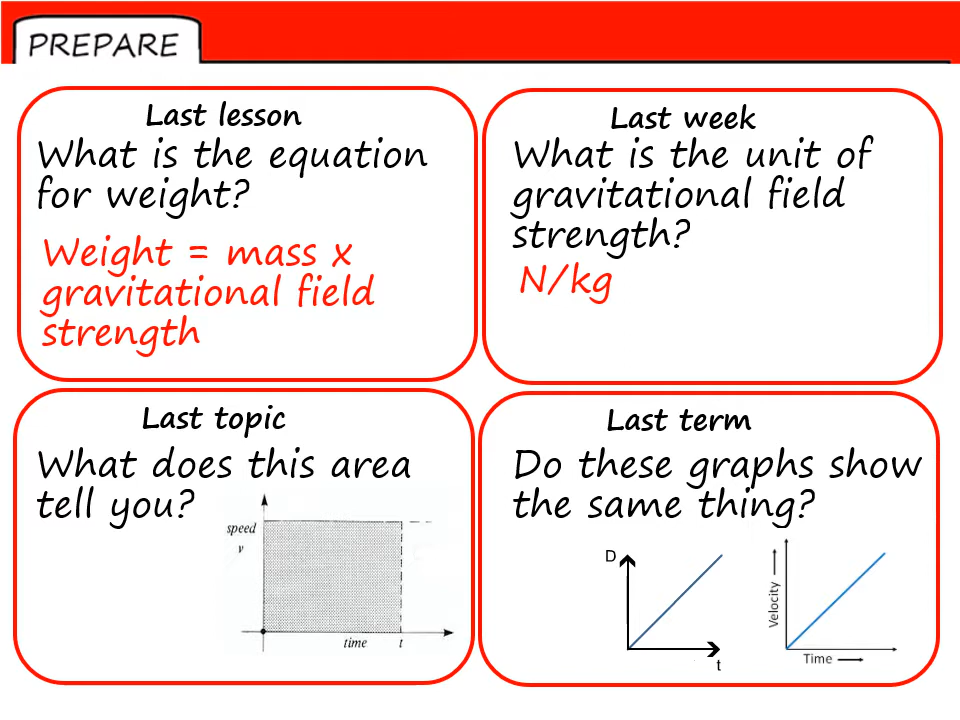 PREPARE
Last lesson
What is the equation
for weight?
Weight = mass x
gravitational field
strength
Last week
What is the unit of
gravitational field
strength?
N/kg
Last topic
What does this area
tell you?
speed
v
time
t
Last term
Do these graphs show
the same thing?
D
t
Velocity
Time